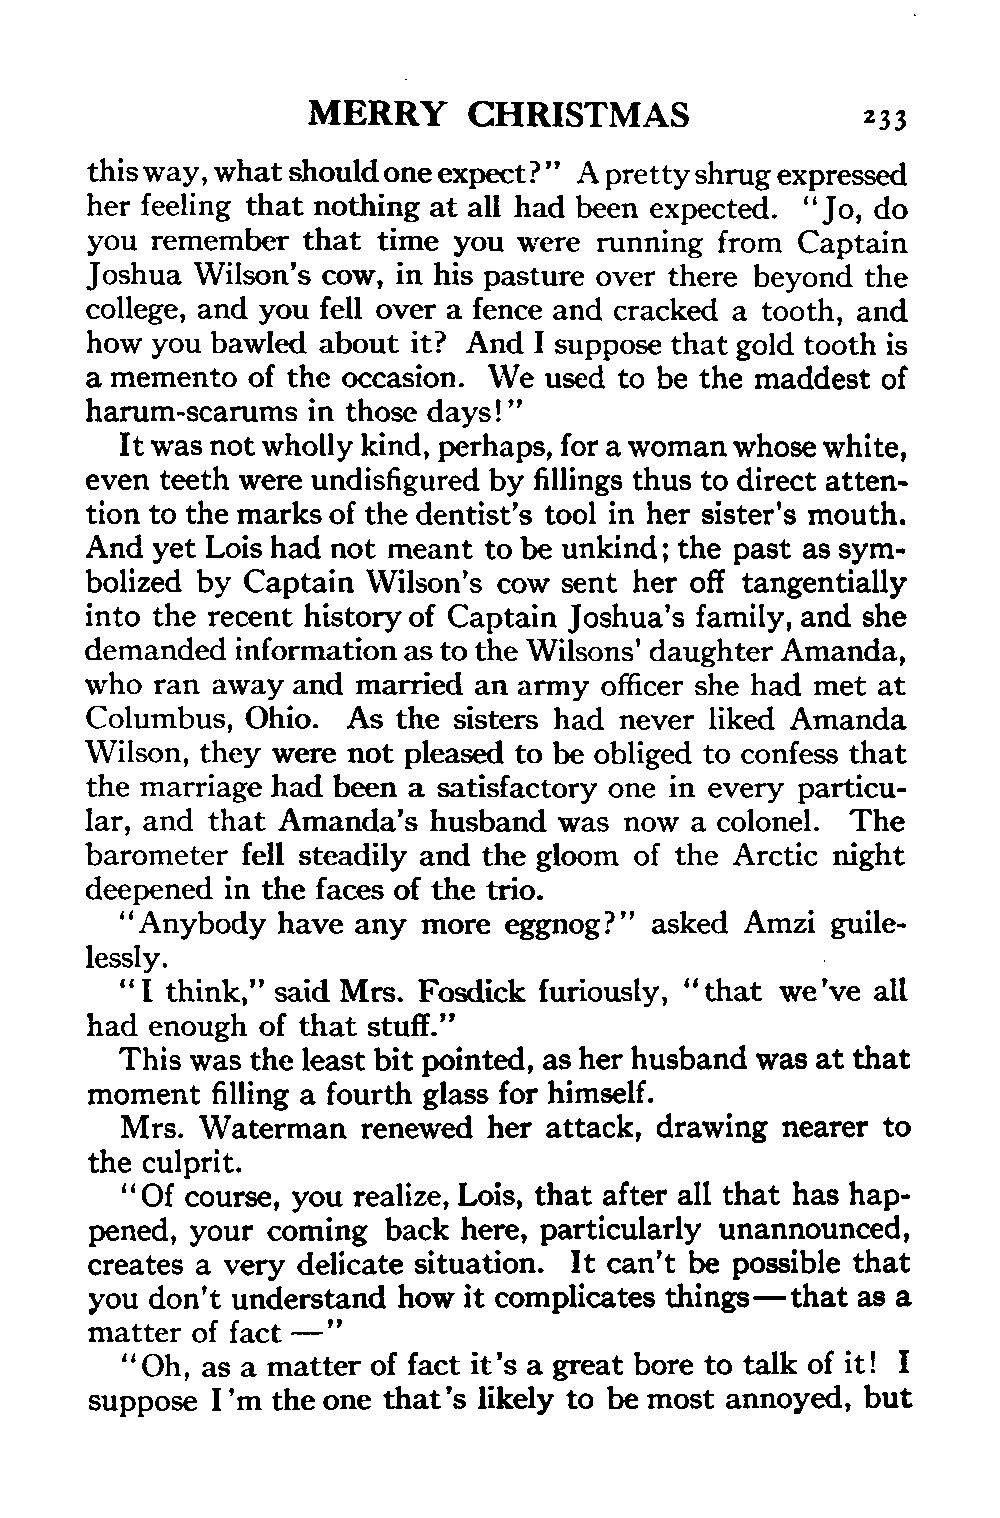 MERRY CHRISTMAS 233
this way, what should one expect?" A pretty shrug expressed
her feeling that nothing at all had been expected. "Jo, do
you remember that time you were running from Captain
Joshua Wilson's cow, in his pasture over there beyond the
college, and you fell over a fence and cracked a tooth, and
how you bawled about it? And I suppose that gold tooth is
a memento of the occasion. We used to be the maddest of
harum-scarums in those days!"
It was not wholly kind, perhaps, for a woman whose white,
even teeth were undisfigured by fillings thus to direct atten-
tion to the marks of the dentist's tool in her sister's mouth.
And yet Lois had not meant to be unkind; the past as sym-
bolized by Captain Wilson's cow sent her off tangentially
into the recent history of Captain Joshua's family, and she
demanded information as to the Wilsons' daughter Amanda,
who ran away and married an army officer she had met at
Columbus, Ohio. As the sisters had never liked Amanda
Wilson, they were not pleased to be obliged to confess that
the marriage had been a satisfactory one in every particu-
lar, and that Amanda's husband was now a colonel. The
barometer fell steadily and the gloom of the Arctic night
deepened in the faces of the trio.
"Anybody have any more eggnog?" asked Amzi guile-
lessly.
"I think," said Mrs. Fosdick furiously, "that we've all
had enough of that stuff."
This was the least bit pointed, as her husband was at that
moment filling a fourth glass for himself.
Mrs. Waterman renewed her attack, drawing nearer to
the culprit.
"Of course, you realize, Lois, that after all that has hap-
pened, your coming back here, particularly unannounced,
creates a very delicate situation. It can't be possible that
you don't understand how it complicates things—that as a
matter of fact —"
"Oh, as a matter of fact it's a great bore to talk of it! I
suppose I'm the one that's likely to be most annoyed, but